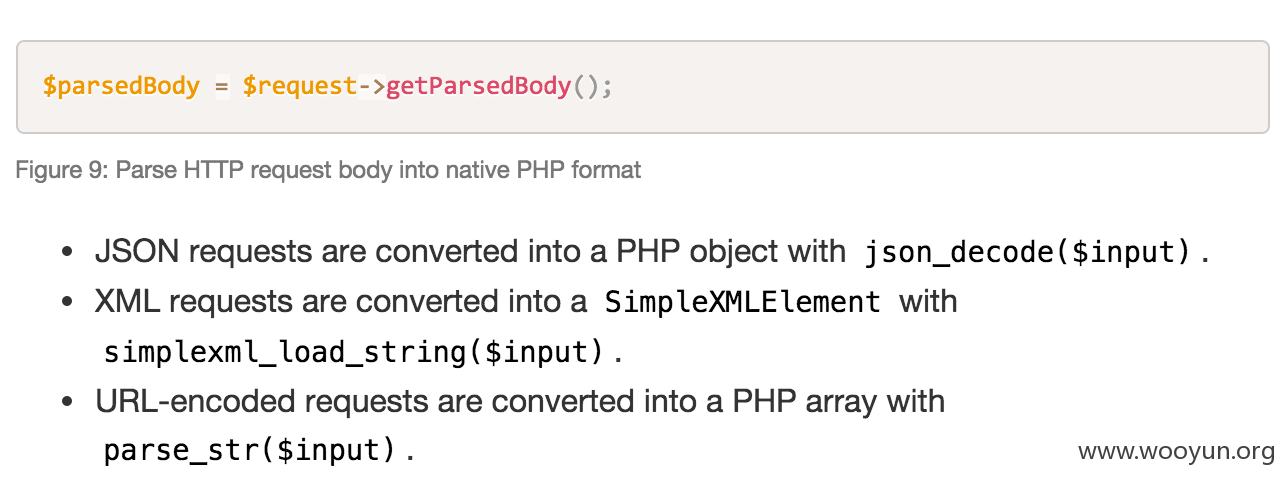 $parsedBody = $request->getParsedBody();
Figure 9: Parse HTTP request body into native PHP format
• JSON requests are converted into a PHP object with json_decode($input).
• XML requests are converted into a SimpleXMLElement with
simplexml_load_string($input).
• URL-encoded requests are converted into a PHP array with
parse_str($input).
www.wooyun.org